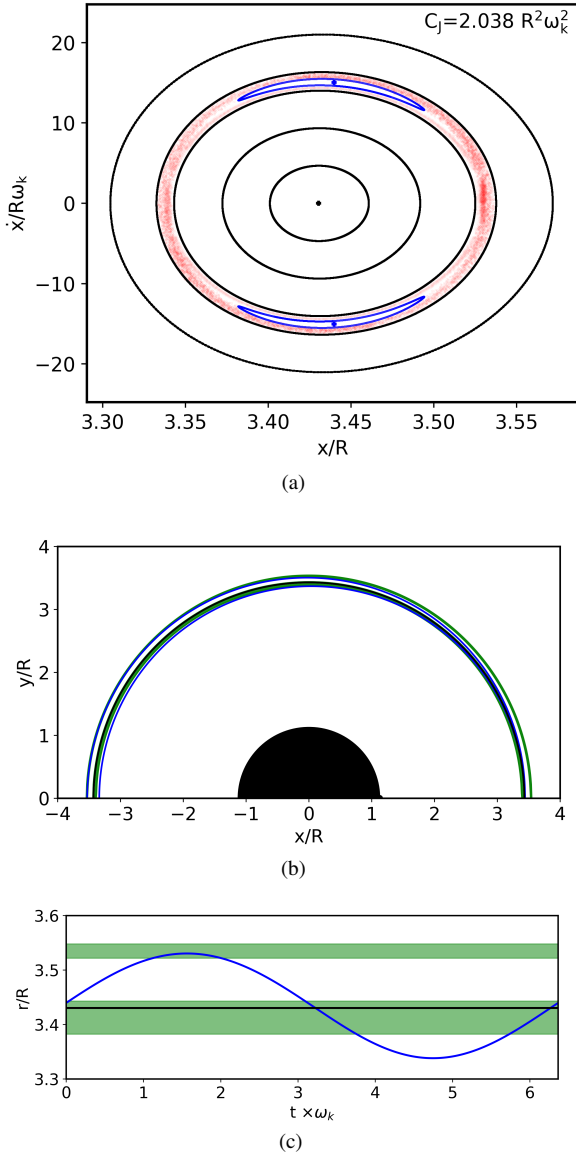 C_J=2.038 R²ω_k²
20
10
0
−10
−20
ẋ/Rω_k
3.30 3.35 3.40 3.45 3.50 3.55
x/R
(a)
4
3
2
1
0
y/R
−4 −3 −2 −1 0 1 2 3 4
x/R
(b)
3.6
3.5
3.4
3.3
r/R
0 1 2 3 4 5 6
t ×ω_k
(c)